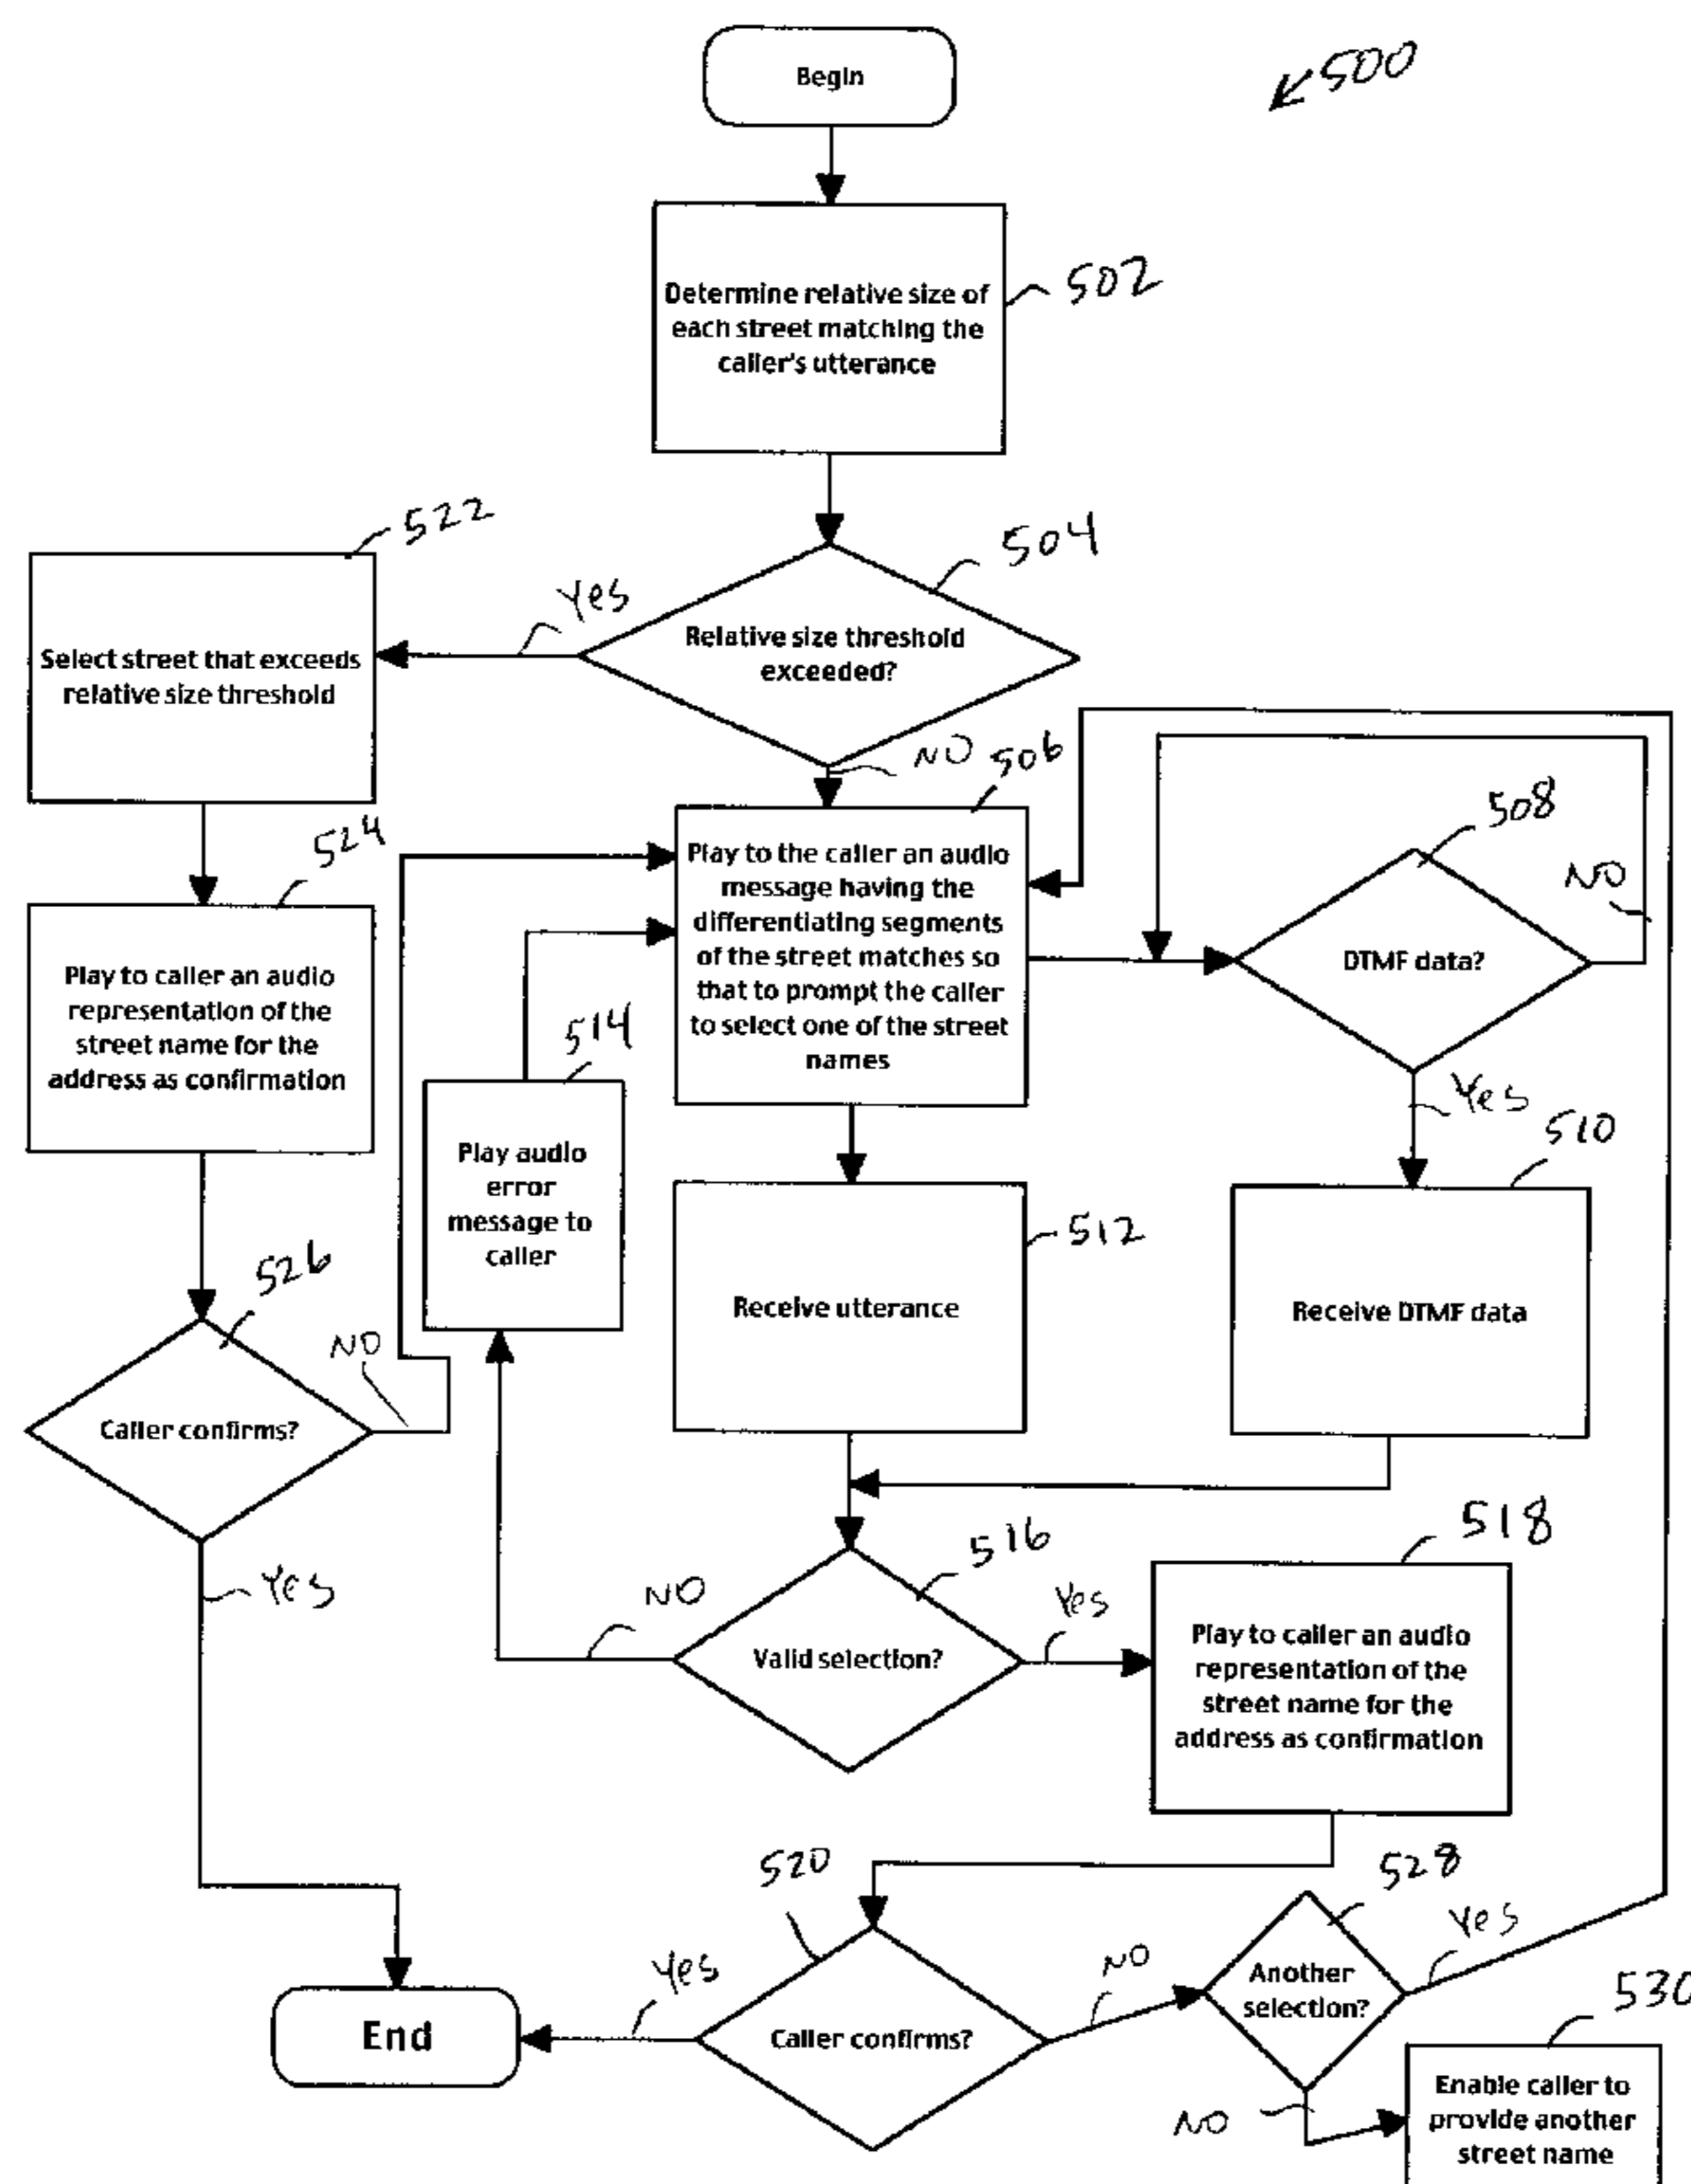 Begin
500
Determine relative size of
each street matching the
caller's utterance
502
522
504
Yes
Relative size threshold
exceeded?
Select street that exceeds
relative size threshold
NO
506
524
508
NO
Play to the caller an audio
message having the
differentiating segments
of the street matches so
that to prompt the caller
to select one of the street
names
DTMF data?
Play to caller an audio
representation of the
street name for the
address as confirmation
514
Yes
510
Play audio
error
message to
caller
512
526
Receive utterance
Receive DTMF data
NO
Caller confirms?
518
516
Yes
NO
Yes
Valid selection?
Play to caller an audio
representation of the
street name for the
address as confirmation
520
528
Yes
NO
Yes
Another
selection?
530
End
Caller confirms?
NO
Enable caller to
provide another
street name